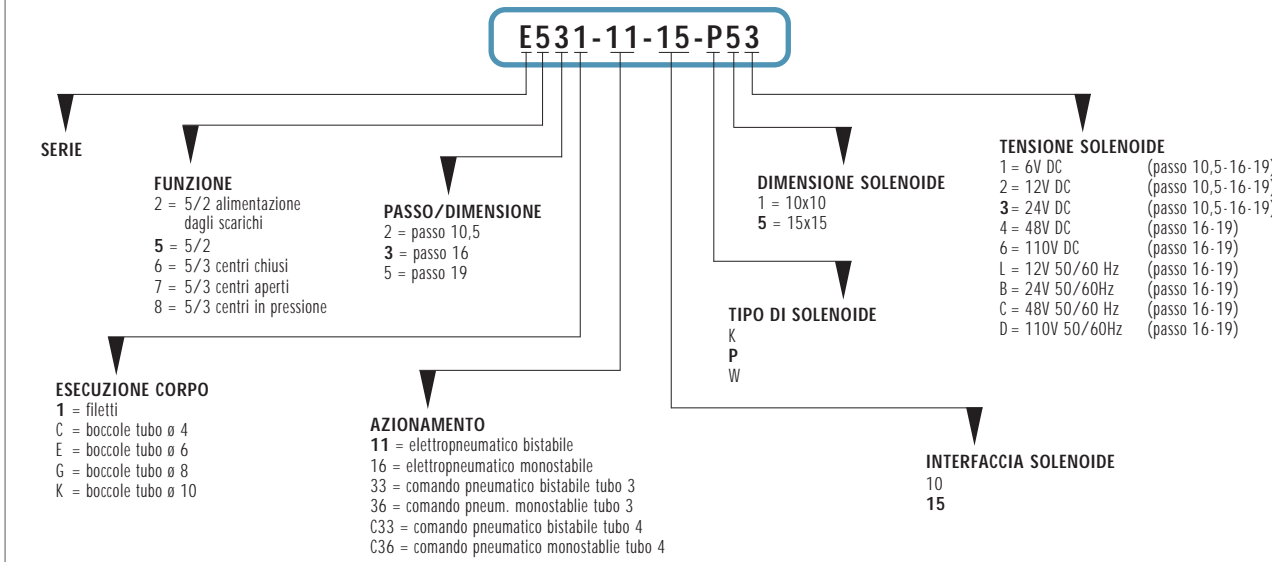 E531-11-15-P53
SERIE
FUNZIONE
2 = 5/2 alimentazione
dagli scarichi
5 = 5/2
6 = 5/3 centri chiusi
7 = 5/3 centri aperti
8 = 5/3 centri in pressione
PASSO/DIMENSIONE
2 = passo 10,5
3 = passo 16
5 = passo 19
DIMENSIONE SOLENOIDE
1 = 10x10
5 = 15x15
TENSIONE SOLENOIDE
1 = 6V DC (passo 10,5-16-19)
2 = 12V DC (passo 10,5-16-19)
3 = 24V DC (passo 10,5-16-19)
4 = 48V DC (passo 16-19)
6 = 110V DC (passo 16-19)
L = 12V 50/60 Hz (passo 16-19)
B = 24V 50/60Hz (passo 16-19)
C = 48V 50/60 Hz (passo 16-19)
D = 110V 50/60Hz (passo 16-19)
TIPO DI SOLENOIDE
K
P
W
ESECUZIONE CORPO
1 = filetti
C = boccole tubo ø 4
E = boccole tubo ø 6
G = boccole tubo ø 8
K = boccole tubo ø 10
AZIONAMENTO
11 = elettropneumatico bistabile
16 = elettropneumatico monostabile
33 = comando pneumatico bistabile tubo 3
36 = comando pneum. monostablie tubo 3
C33 = comando pneumatico bistabile tubo 4
C36 = comando pneumatico monostablie tubo 4
INTERFACCIA SOLENOIDE
10
15